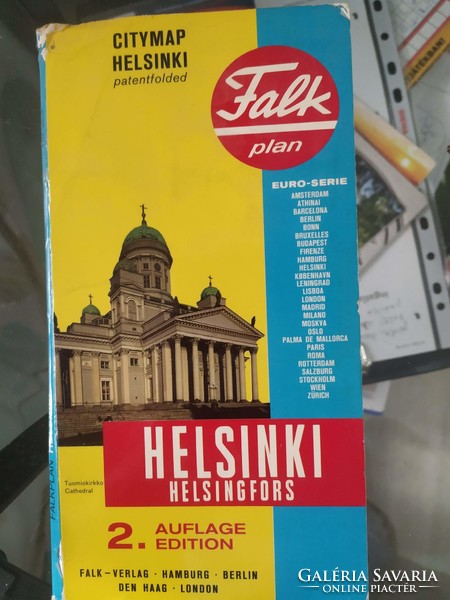 CITYMAP
HELSINKI
patentfolded
Falk
plan
EURO-SERIE
AMSTERDAM
ATHINAI
BARCELONA
BERLIN
BONN
BRUXELLES
BUDAPEST
FIRENZE
HAMBURG
HELSINKI
KØBENHAVN
LENINGRAD
LISBOA
LONDON
MADRID
MILANO
MOSKVA
OSLO
PALMA DE MALLORCA
PARIS
ROMA
ROTTERDAM
SALZBURG
STOCKHOLM
WIEN
ZÜRICH
Tuomiokirkko
Cathedral
HELSINKI
HELSINGFORS
2. AUFLAGE
EDITION
FALK–VERLAG · HAMBURG · BERLIN
DEN HAAG · LONDON
FALKPLAN
GALÉRIA SAVARIA
ONLINE PIACTÉR